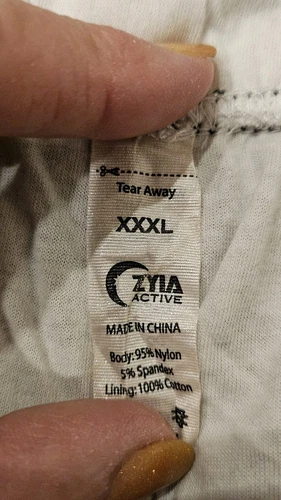 Tear Away
XXXL
ZYIA
ACTIVE
MADE IN CHINA
Body: 95% Nylon
5% Spandex
Lining: 100% Cotton